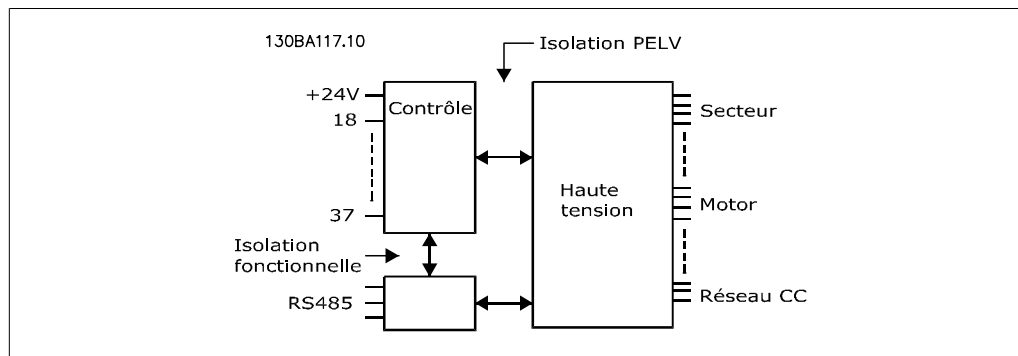 130BA117.10
Isolation PELV
+24V
Contrôle
Secteur
18
Haute
tension
Motor
37
Isolation
fonctionnelle
RS485
Réseau CC